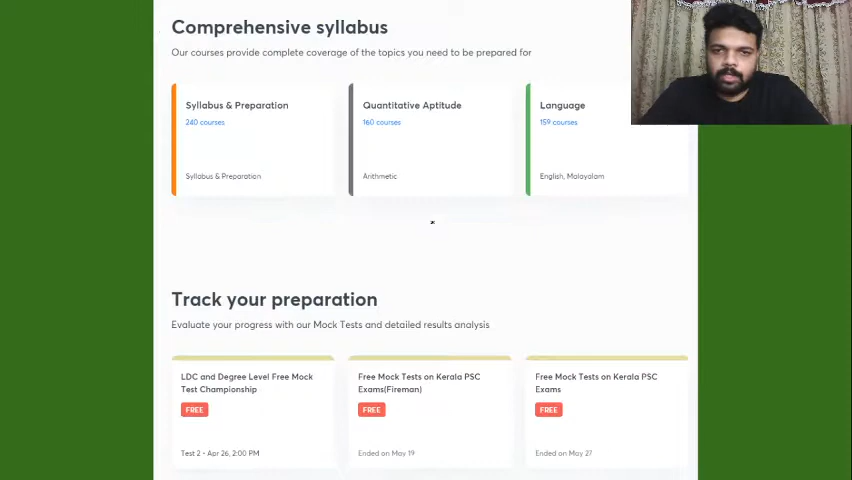 Comprehensive syllabus
Our courses provide complete coverage of the topics you need to be prepared for
Syllabus & Preparation
240 courses
Syllabus & Preparation
Quantitative Aptitude
160 courses
Arithmetic
Language
159 courses
English, Malayalam
Track your preparation
Evaluate your progress with our Mock Tests and detailed results analysis
LDC and Degree Level Free Mock
Test Championship
FREE
Test 2 • Apr 26, 2:00 PM
Free Mock Tests on Kerala PSC
Exams(Fireman)
FREE
Ended on May 19
Free Mock Tests on Kerala PSC
Exams
FREE
Ended on May 27